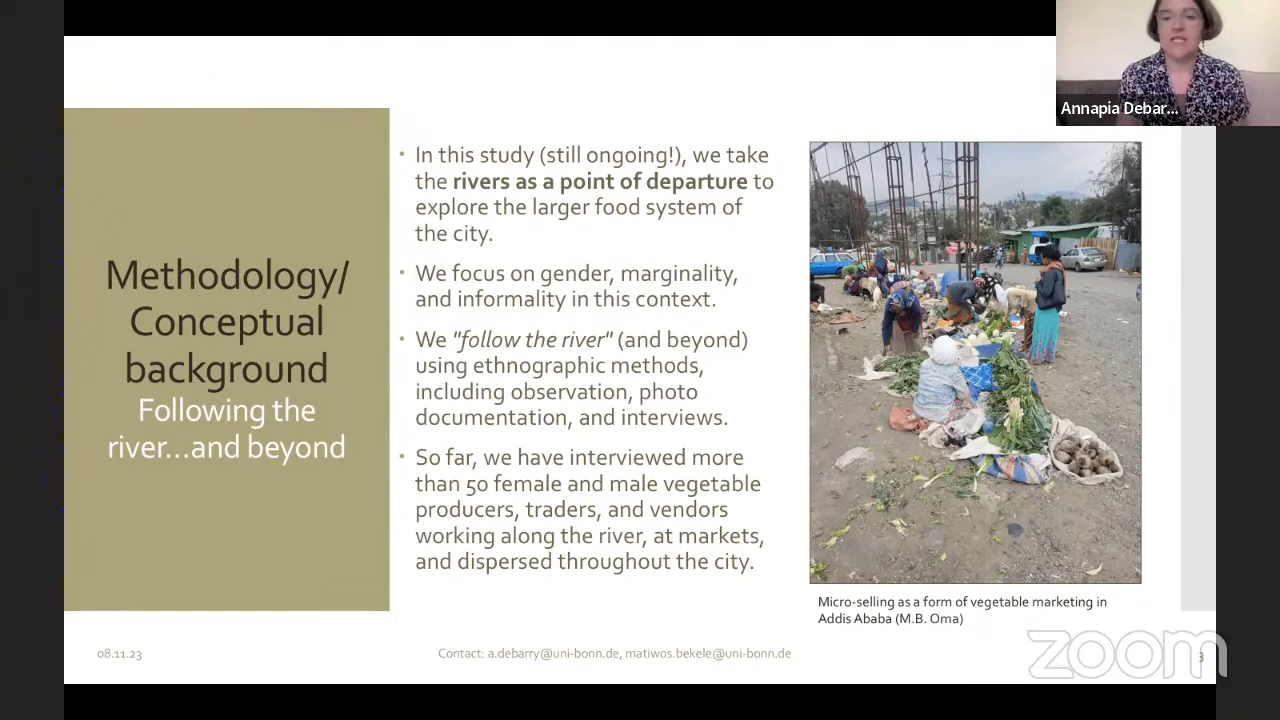 Annapia Debar...
Methodology/
Conceptual
background
Following the
river...and beyond
• In this study (still ongoing!), we take
the rivers as a point of departure to
explore the larger food system of
the city.
• We focus on gender, marginality,
and informality in this context.
• We "follow the river" (and beyond)
using ethnographic methods,
including observation, photo
documentation, and interviews.
• So far, we have interviewed more
than 50 female and male vegetable
producers, traders, and vendors
working along the river, at markets,
and dispersed throughout the city.
Micro-selling as a form of vegetable marketing in
Addis Ababa (M.B. Oma)
08.11.23
Contact: a.debarry@uni-bonn.de, matiwos.bekele@uni-bonn.de
zoom
3